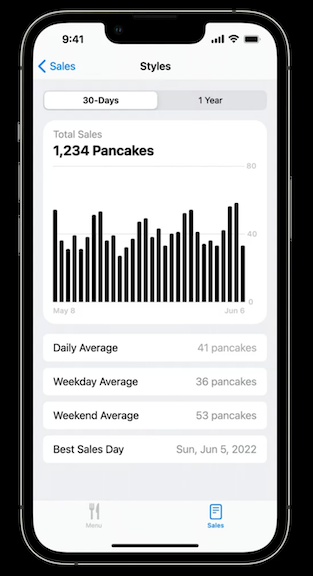 9:41
Sales
Styles
30-Days 1 Year
Total Sales
1,234 Pancakes
80
40
0
May 8 Jun 6
Daily Average 41 pancakes
Weekday Average 36 pancakes
Weekend Average 53 pancakes
Best Sales Day Sun, Jun 5, 2022
Menu Sales